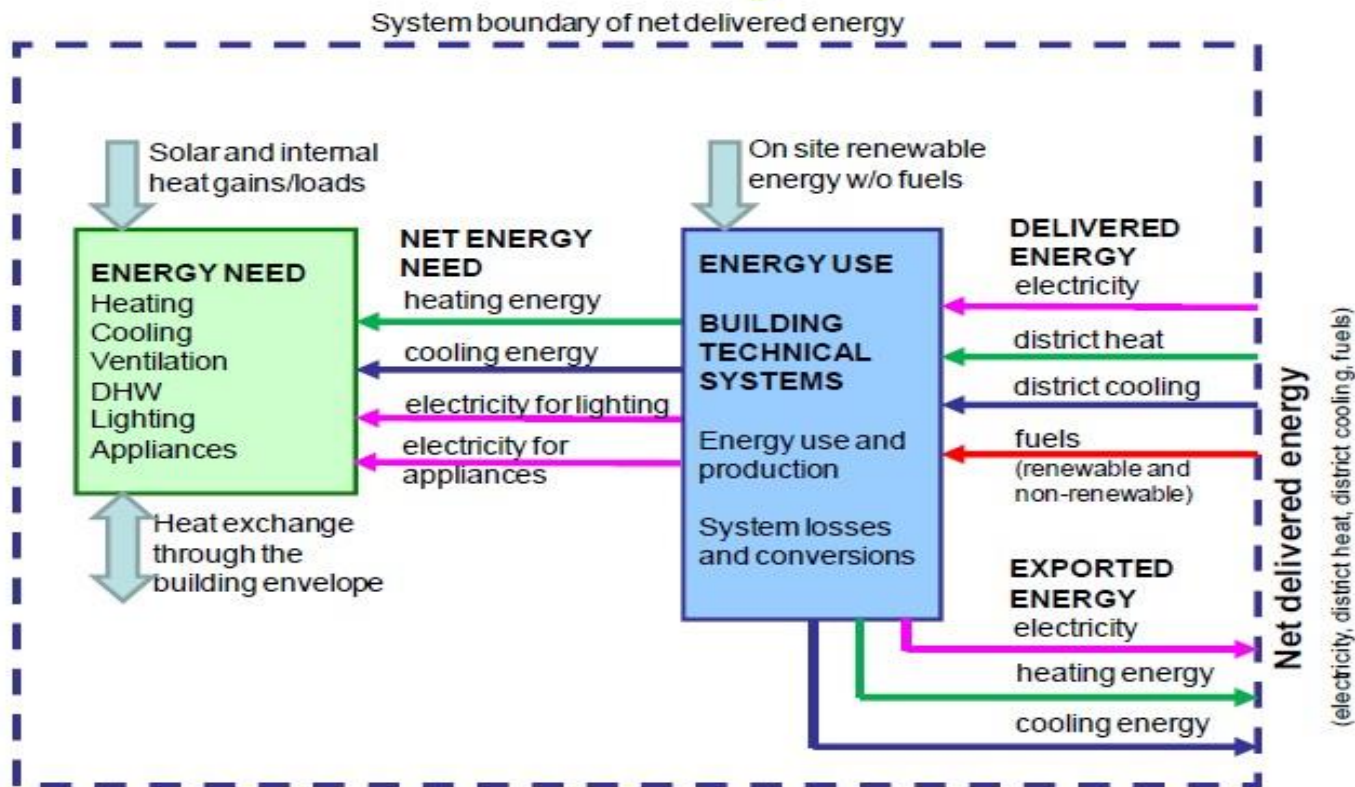 System boundary of net delivered energy
Solar and internal
heat gains/loads
On site renewable
energy w/o fuels
ENERGY NEED
Heating
Cooling
Ventilation
DHW
Lighting
Appliances
NET ENERGY
NEED
heating energy
cooling energy
electricity for lighting
electricity for
appliances
ENERGY USE
BUILDING
TECHNICAL
SYSTEMS
Energy use and
production
System losses
and conversions
DELIVERED
ENERGY
electricity
district heat
district cooling
fuels
(renewable and
non-renewable)
EXPORTED
ENERGY
electricity
heating energy
cooling energy
Heat exchange
through the
building envelope
Net delivered energy
(electricity, district heat, district cooling, fuels)